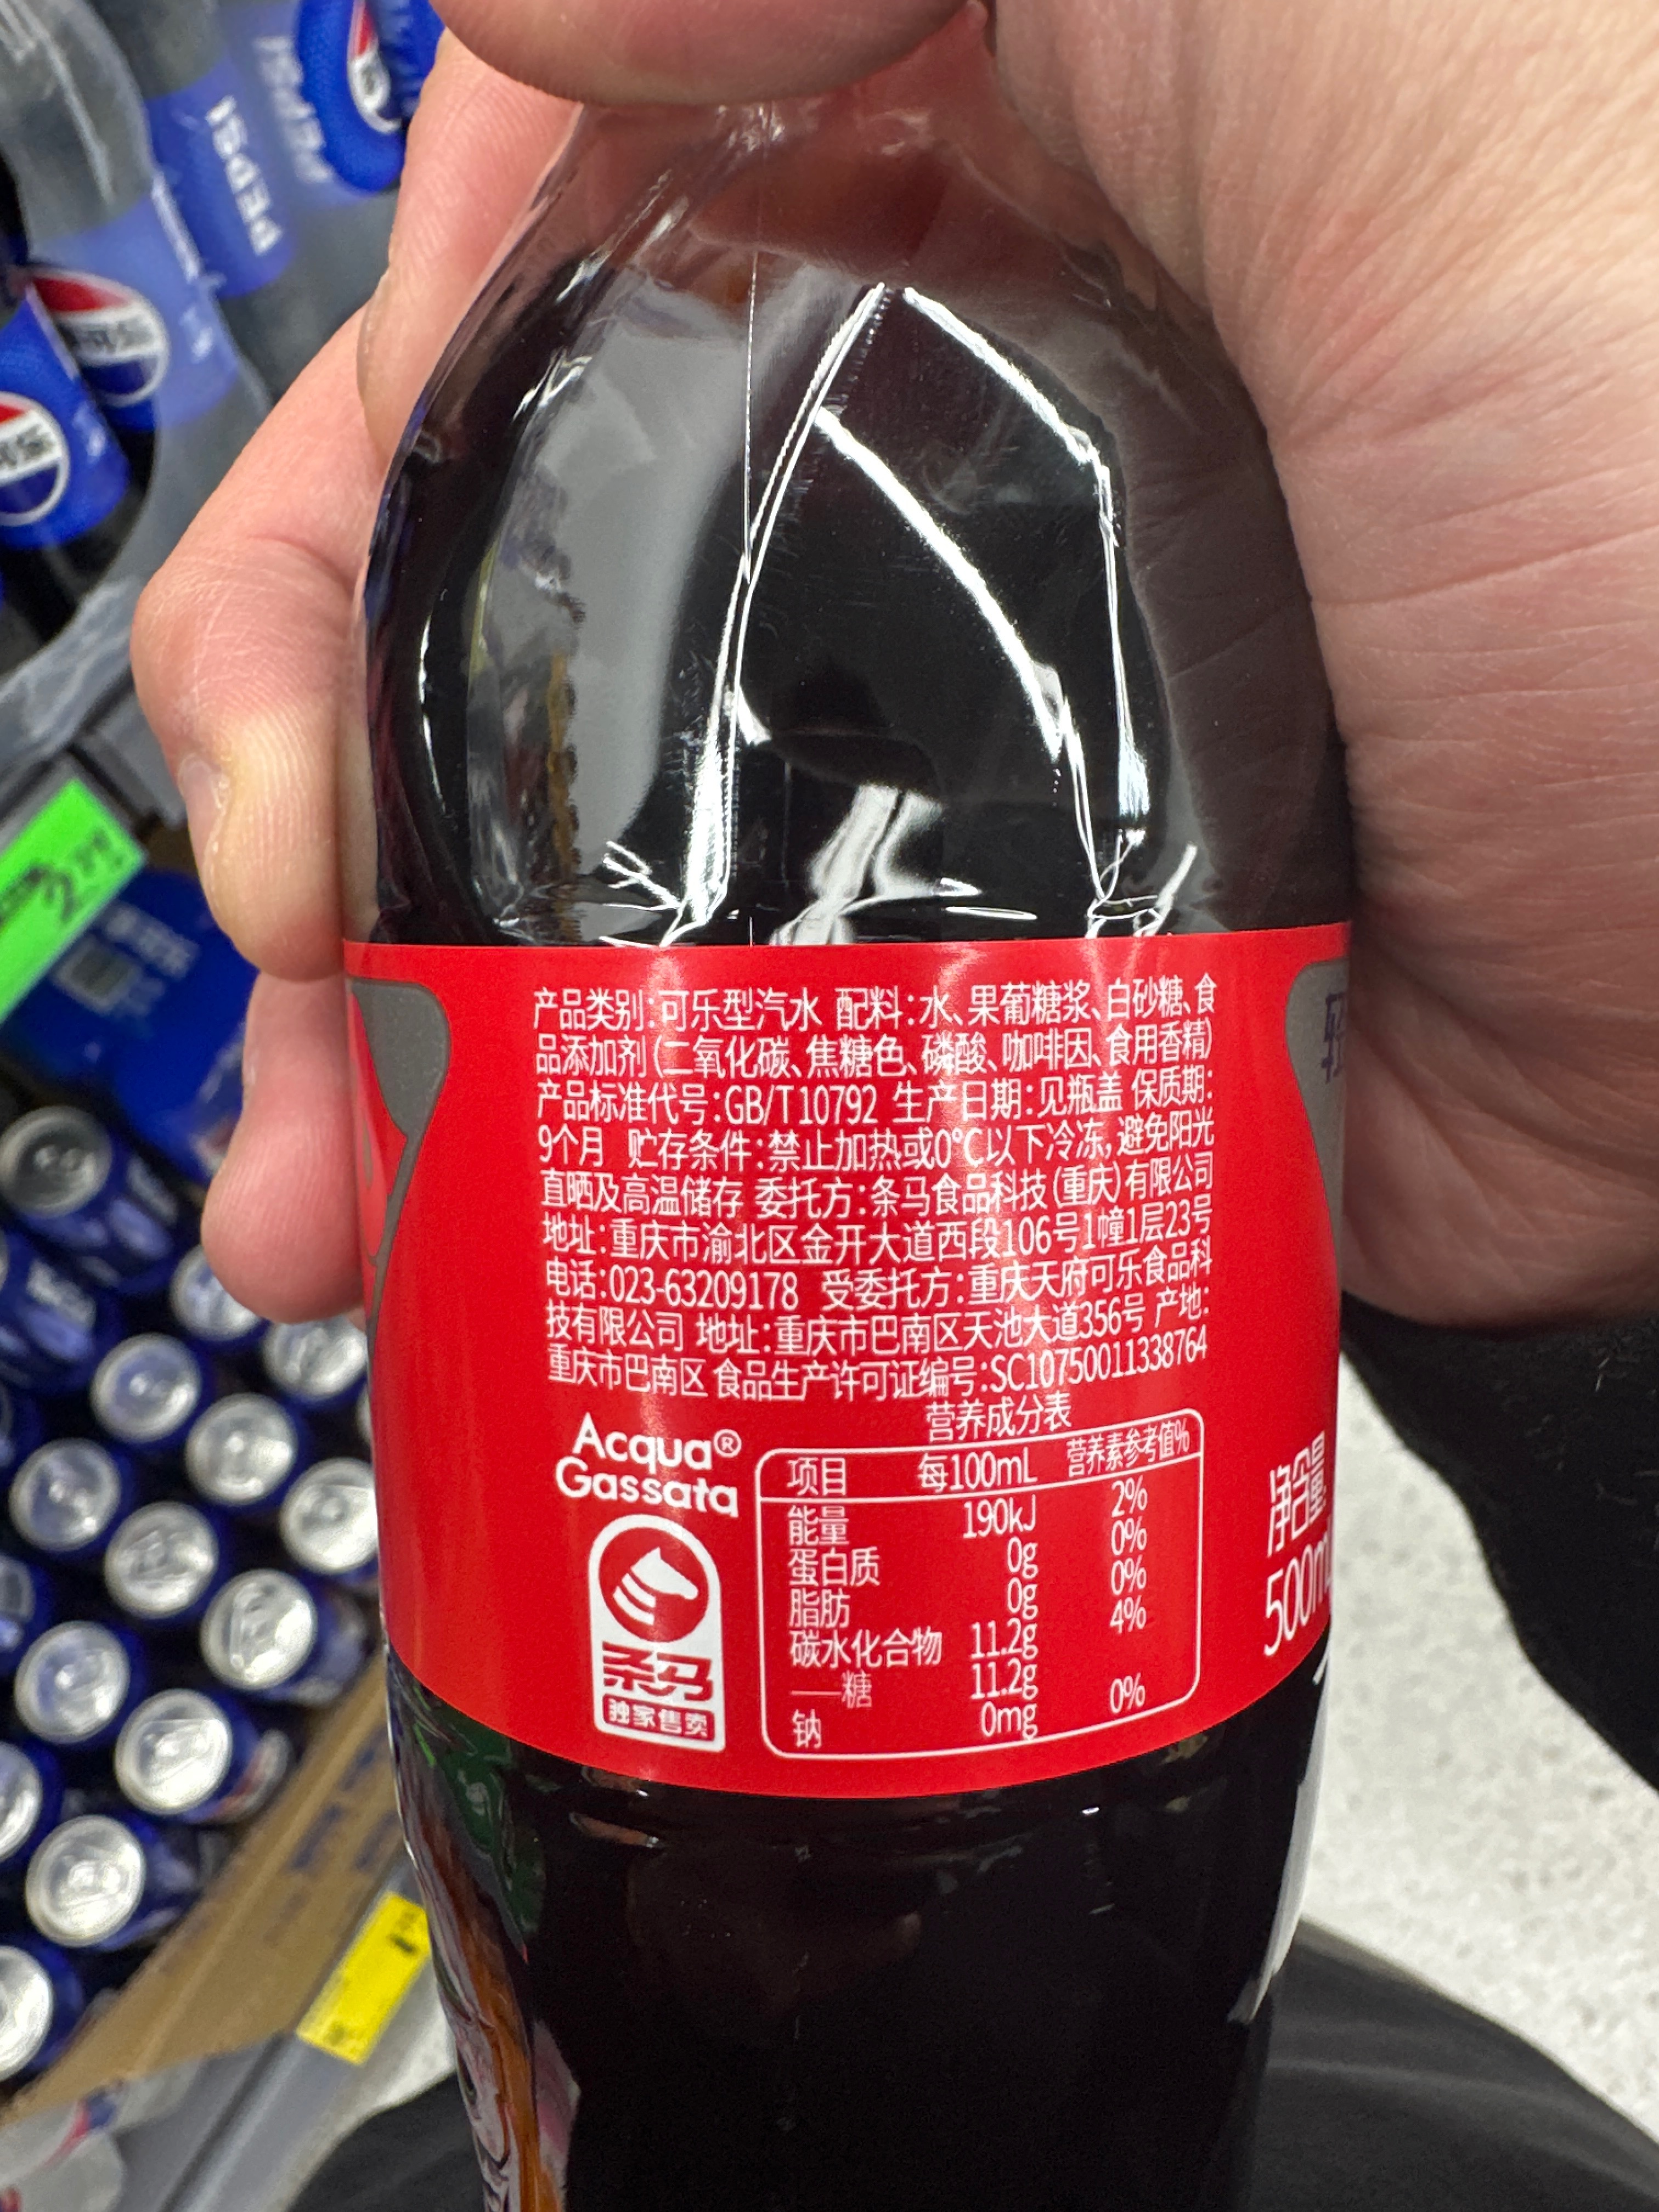 PEPSI
PEPSI
产品类别:可乐型汽水 配料:水、果葡糖浆、白砂糖、食
品添加剂(二氧化碳、焦糖色、磷酸、咖啡因、食用香精)
产品标准代号:GB/T10792 生产日期:见瓶盖 保质期:
9个月 贮存条件:禁止加热或0℃以下冷冻,避免阳光
直晒及高温储存 委托方:条马食品科技(重庆)有限公司
地址:重庆市渝北区金开大道西段106号1幢1层23号
电话:023-63209178 受委托方:重庆天府可乐食品科
技有限公司 地址:重庆市巴南区天池大道356号 产地:
重庆市巴南区 食品生产许可证编号:SC10750011338764
Acqua®
Gassata
条马
独家售卖
营养成分表
项目 每100mL 营养素参考值%
能量 190kJ 2%
蛋白质 0g 0%
脂肪 0g 0%
碳水化合物 11.2g 4%
—糖 11.2g
钠 0mg 0%
净含量
500mL